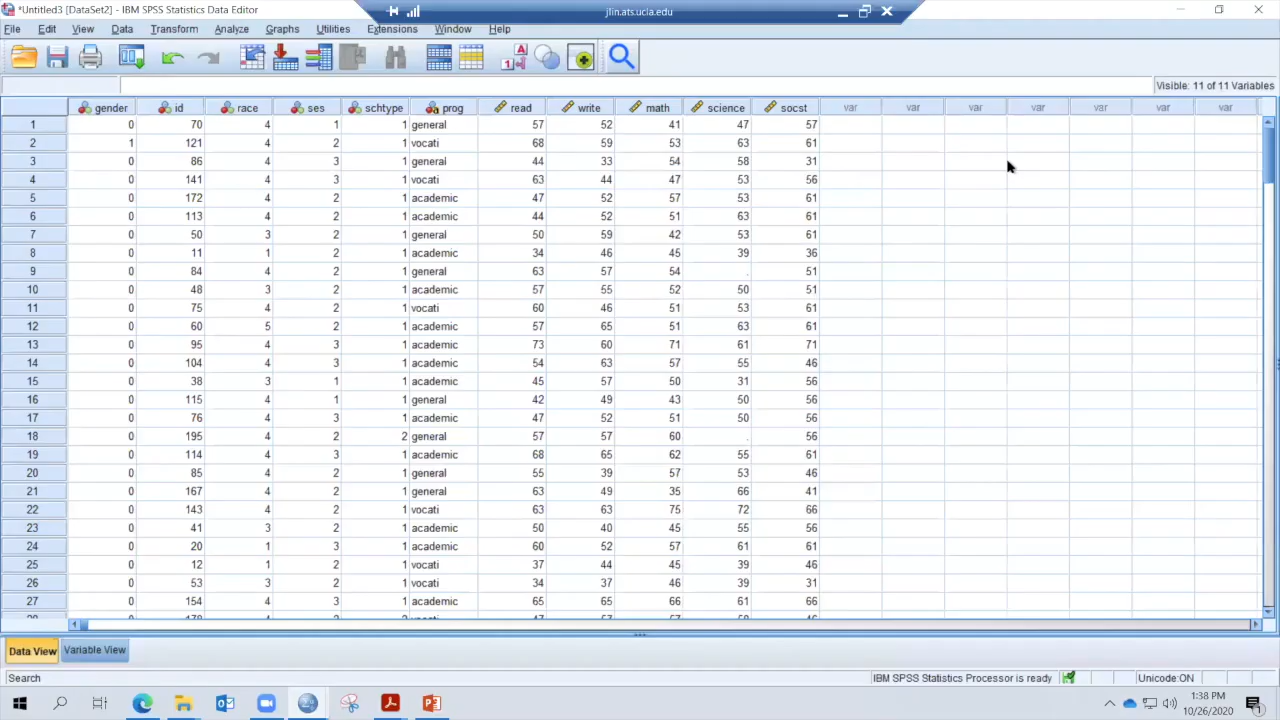 *Untitled3 [DataSet2] - IBM SPSS Statistics Data Editor
jlin.ats.ucla.edu
File Edit View Data Transform Analyze Graphs Utilities Extensions Window Help
Visible: 11 of 11 Variables
gender id race ses schtype prog read write math science socst var var var var var var var
1 0 70 4 1 1 general 57 52 41 47 57
2 1 121 4 2 1 vocati 68 59 53 63 61
3 0 86 4 3 1 general 44 33 54 58 31
4 0 141 4 3 1 vocati 63 44 47 53 56
5 0 172 4 2 1 academic 47 52 57 53 61
6 0 113 4 2 1 academic 44 52 51 63 61
7 0 50 3 2 1 general 50 59 42 53 61
8 0 11 1 2 1 academic 34 46 45 39 36
9 0 84 4 2 1 general 63 57 54 . 51
10 0 48 3 2 1 academic 57 55 52 50 51
11 0 75 4 2 1 vocati 60 46 51 53 61
12 0 60 5 2 1 academic 57 65 51 63 61
13 0 95 4 3 1 academic 73 60 71 61 71
14 0 104 4 3 1 academic 54 63 57 55 46
15 0 38 3 1 1 academic 45 57 50 31 56
16 0 115 4 1 1 general 42 49 43 50 56
17 0 76 4 3 1 academic 47 52 51 50 56
18 0 195 4 2 2 general 57 57 60 . 56
19 0 114 4 3 1 academic 68 65 62 55 61
20 0 85 4 2 1 general 55 39 57 53 46
21 0 167 4 2 1 general 63 49 35 66 41
22 0 143 4 2 1 vocati 63 63 75 72 66
23 0 41 3 2 1 academic 50 40 45 55 56
24 0 20 1 3 1 academic 60 52 57 61 61
25 0 12 1 2 1 vocati 37 44 45 39 46
26 0 53 3 2 1 vocati 34 37 46 39 31
27 0 154 4 3 1 academic 65 65 66 61 66
Data View Variable View
Search IBM SPSS Statistics Processor is ready Unicode:ON
1:38 PM
10/26/2020